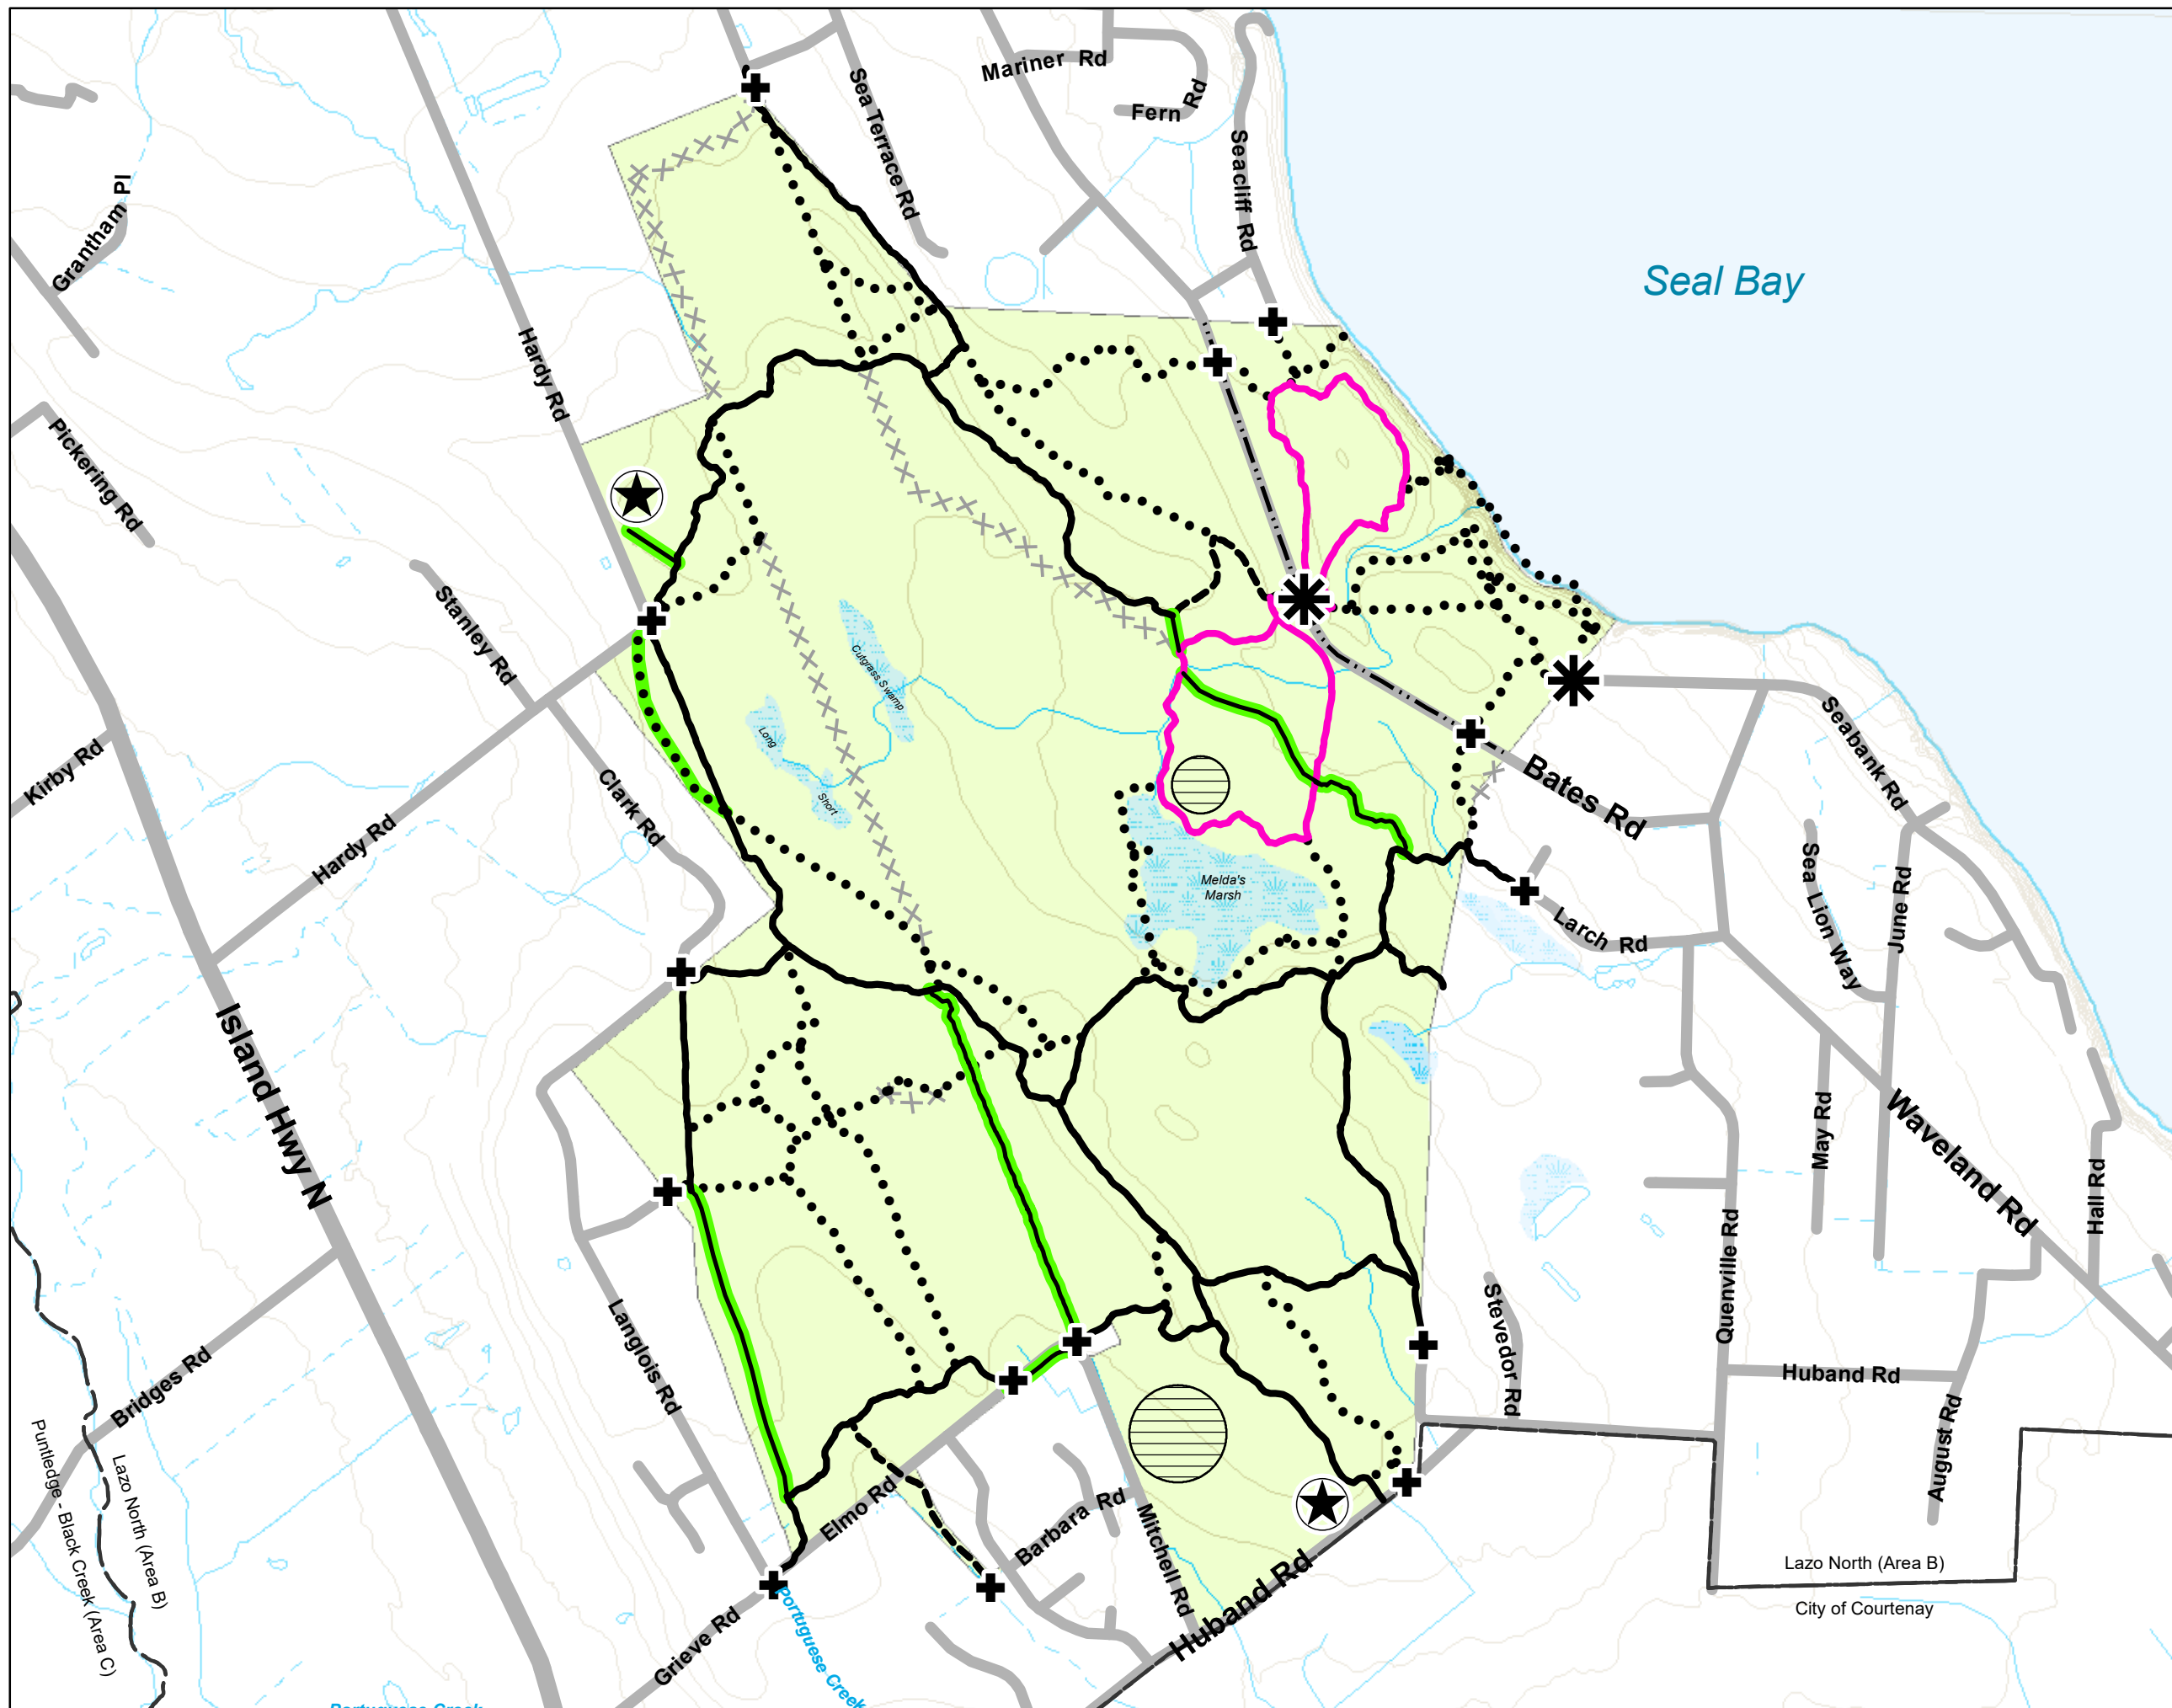 Mariner Rd
Fern Rd
Sea Terrace Rd
Seacliff Rd
Grantham Pl
Seal Bay
Hardy Rd
Pickering Rd
Stanley Rd
Cutgrass Swamp
Long
Short
Kirby Rd
Clark Rd
Hardy Rd
Bates Rd
Seabank Rd
Melda's
Marsh
Larch Rd
Sea Lion Way
June Rd
Island Hwy N
May Rd
Waveland Rd
Hall Rd
Quenville Rd
Langlois Rd
Stevedor Rd
Bridges Rd
Huband Rd
August Rd
Puntledge - Black Creek (Area C)
Lazo North (Area B)
Elmo Rd
Barbara Rd
Mitchell Rd
Huband Rd
Lazo North (Area B)
City of Courtenay
Grieve Rd
Portuguese Creek
Portuguese Creek